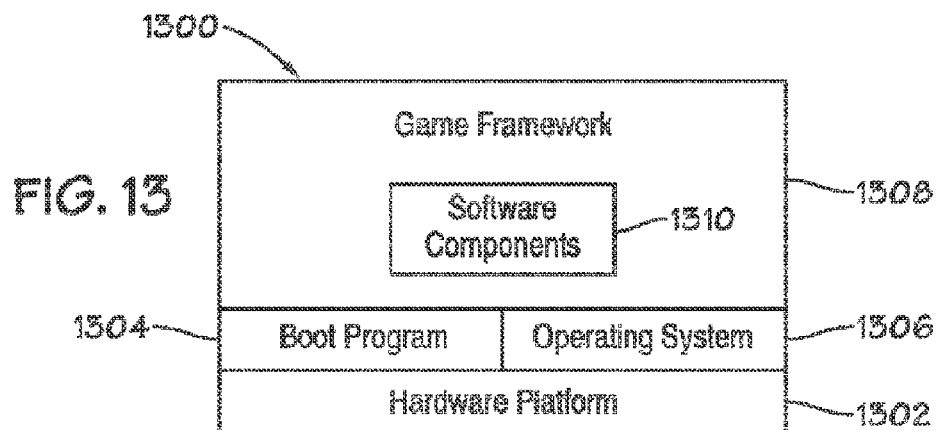 1300
Game Framework
FIG. 13
1308
Software
Components
1310
1304
Boot Program
Operating System
1306
Hardware Platform
1302